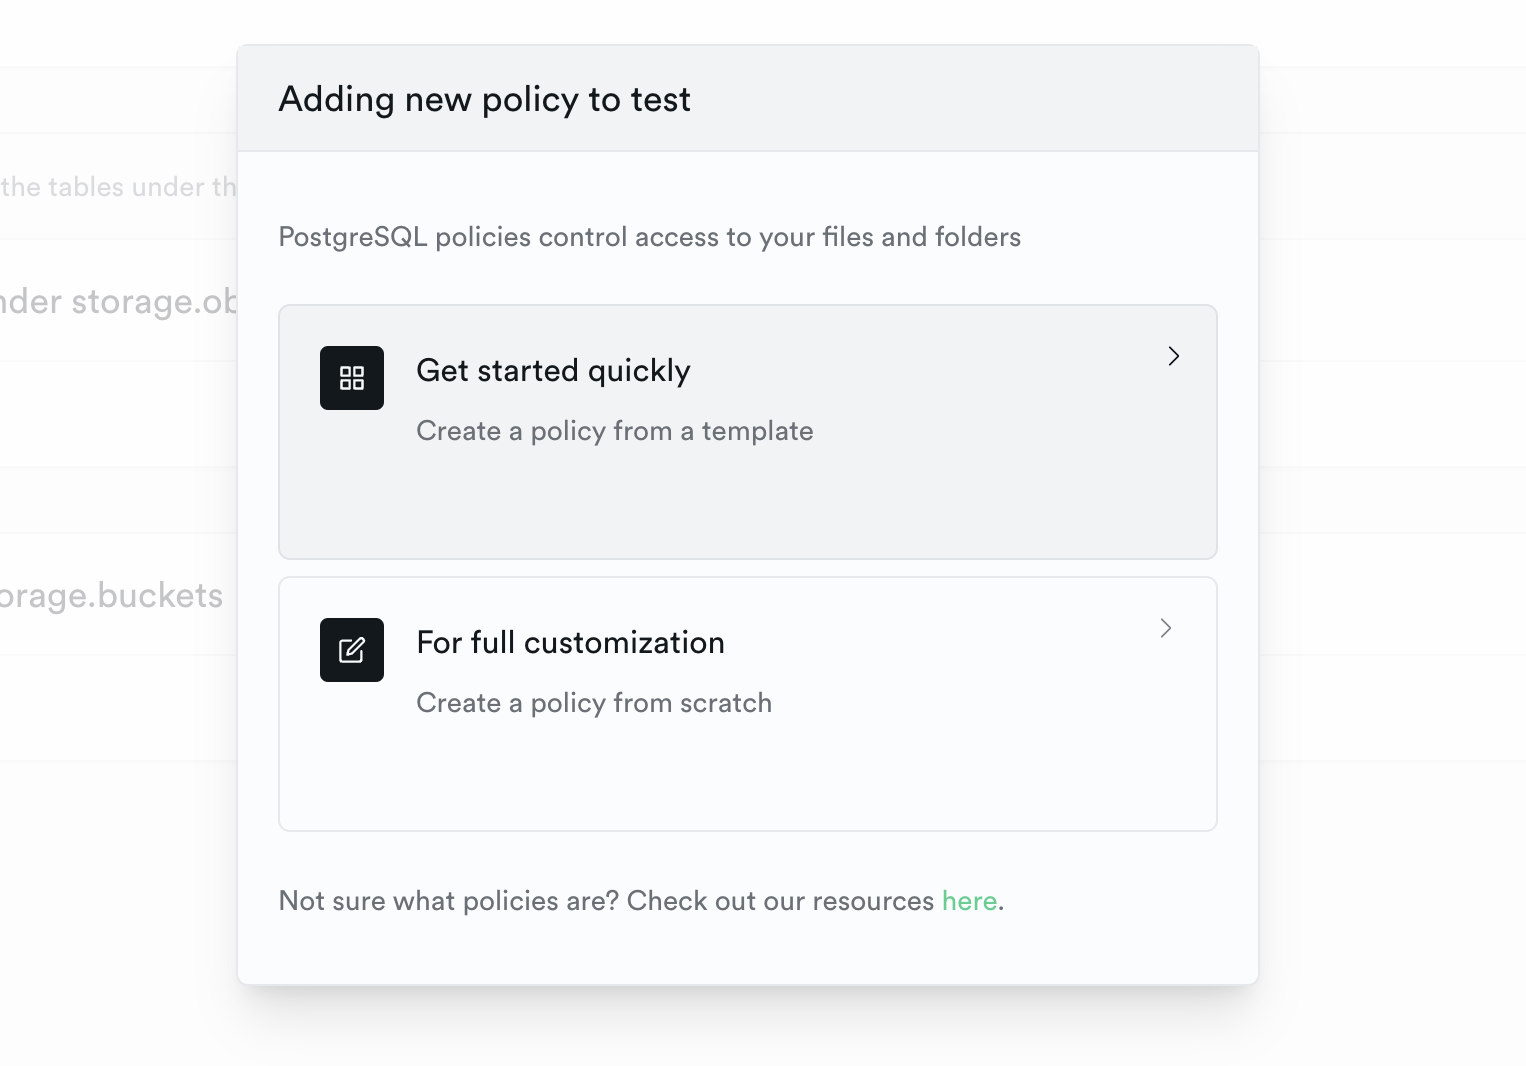 Adding new policy to test
the tables under th
PostgreSQL policies control access to your files and folders
nder storage.ob
Get started quickly
Create a policy from a template
orage.buckets
For full customization
Create a policy from scratch
Not sure what policies are? Check out our resources here.